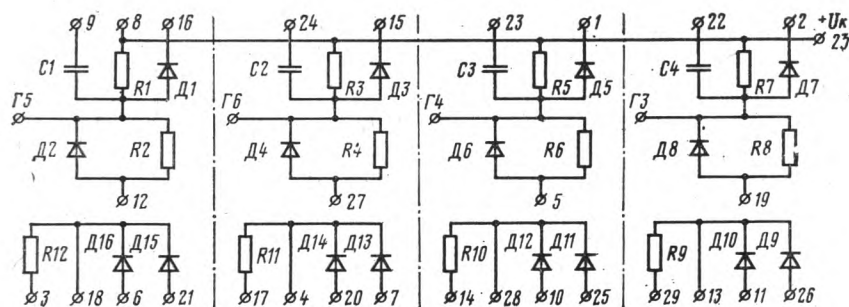 9 8 16 24 15 23 1 22 2 +Uк
23
C1 R1 Д1 C2 R3 Д3 C3 R5 Д5 C4 R7 Д7
Г5 Г6 Г4 Г3
Д2 R2 Д4 R4 Д6 R6 Д8 R8
12 27 5 19
R12 Д16 Д15 R11 Д14 Д13 R10 Д12 Д11 R9 Д10 Д9
3 18 6 21 17 4 20 7 14 28 10 25 29 13 11 26